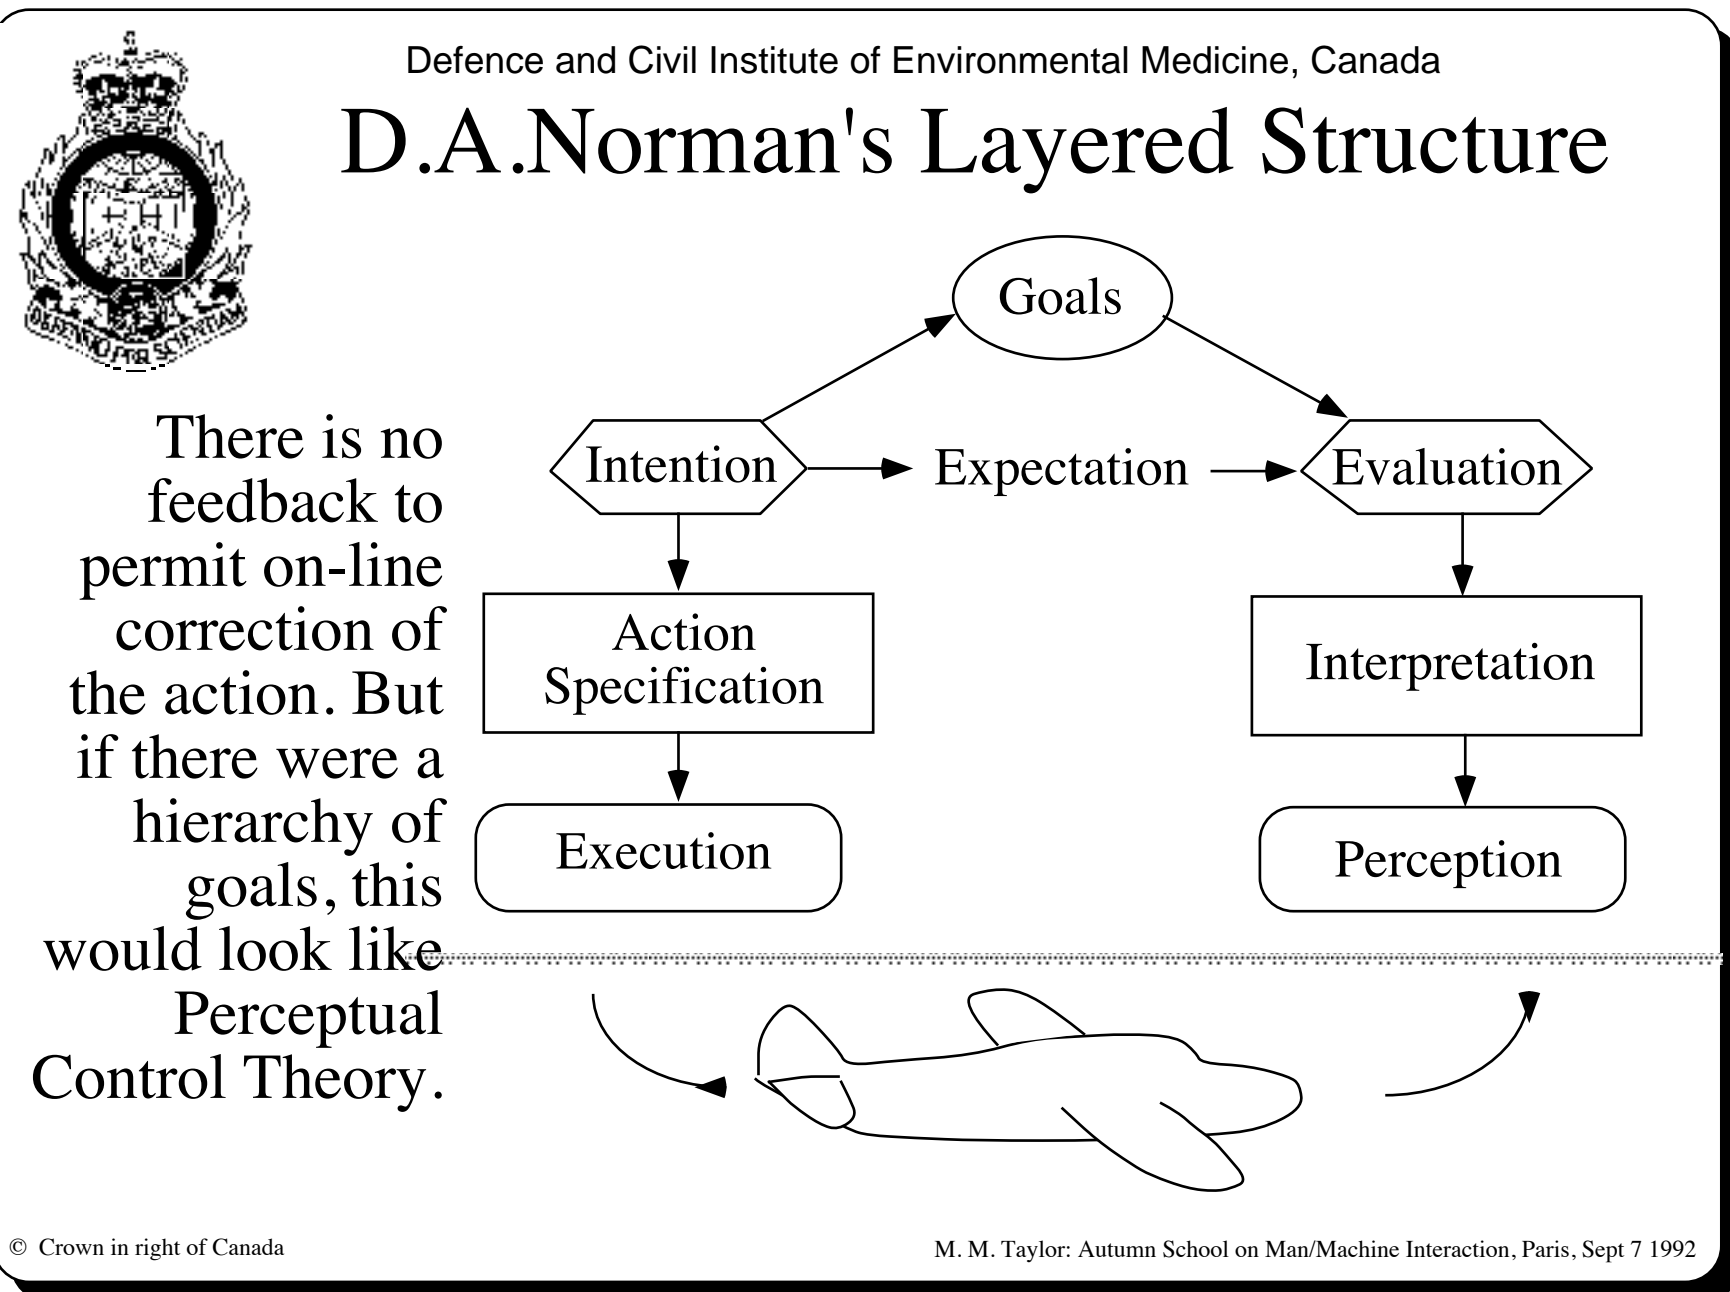 Defence and Civil Institute of Environmental Medicine, Canada
D.A.Norman's Layered Structure
Goals
There is no
feedback to
permit on-line
correction of
the action. But
if there were a
hierarchy of
goals, this
would look like
Perceptual
Control Theory.
Intention
Expectation
Evaluation
Action
Specification
Interpretation
Execution
Perception
© Crown in right of Canada
M. M. Taylor: Autumn School on Man/Machine Interaction, Paris, Sept 7 1992